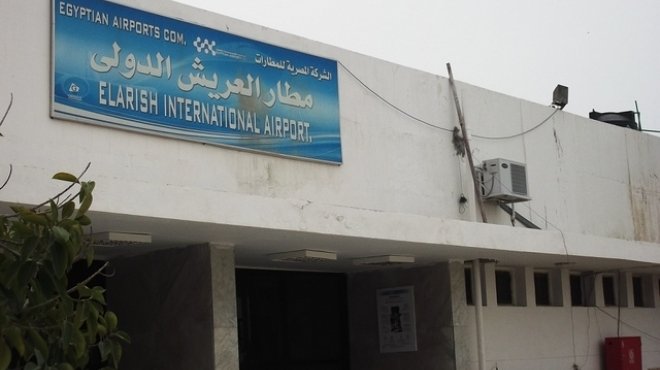 EGYPTIAN AIRPORTS COM.
الشركة المصرية للمطارات
مطار العريش الدولى
ELARISH INTERNATIONAL AIRPORT.